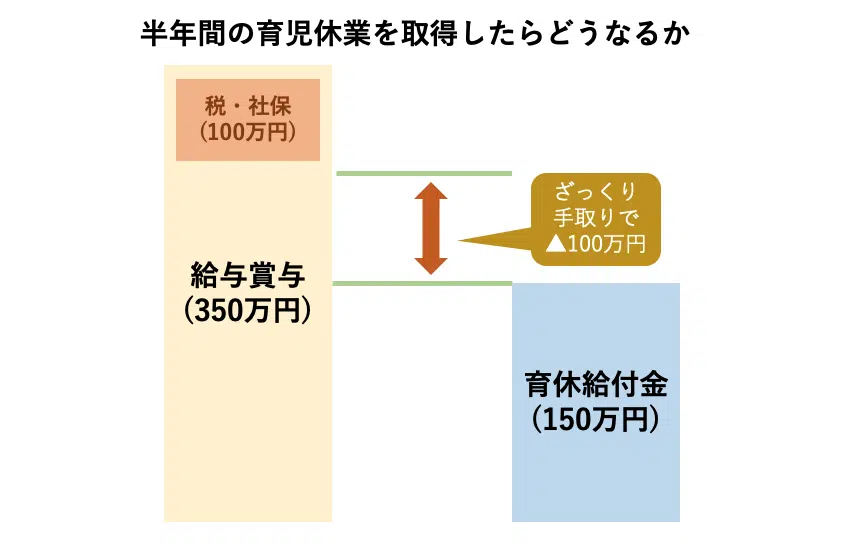 半年間の育児休業を取得したらどうなるか
税・社保
(100万円)
給与賞与
(350万円)
ざっくり
手取りで
▲100万円
育休給付金
(150万円)